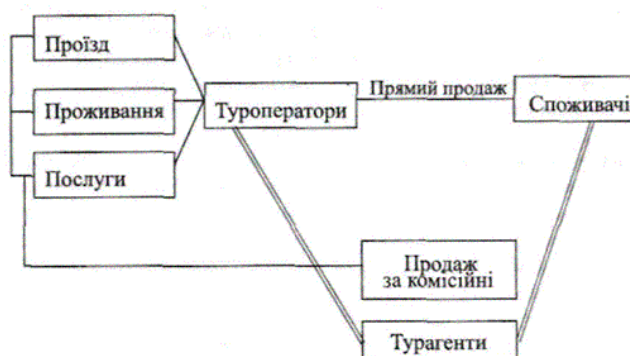 Проїзд
Проживання
Послуги
Туроператори
Прямий продаж
Споживачі
Продаж
за комісійні
Турагенти